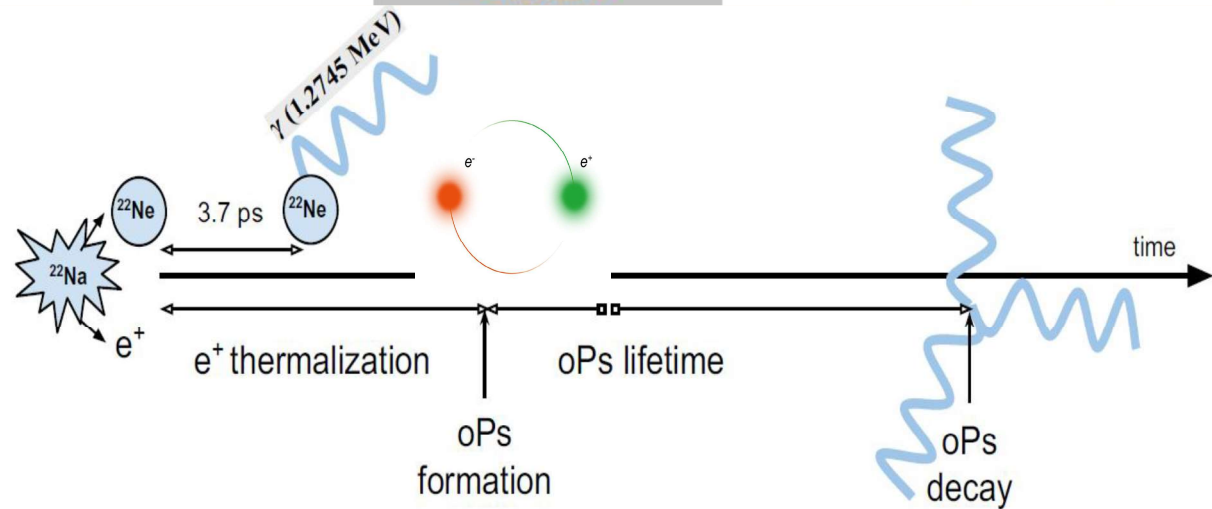 γ (1.2745 MeV)
e⁻
e⁺
²²Ne
3.7 ps
²²Ne
²²Na
time
e⁺
e⁺ thermalization
oPs lifetime
oPs
formation
oPs
decay